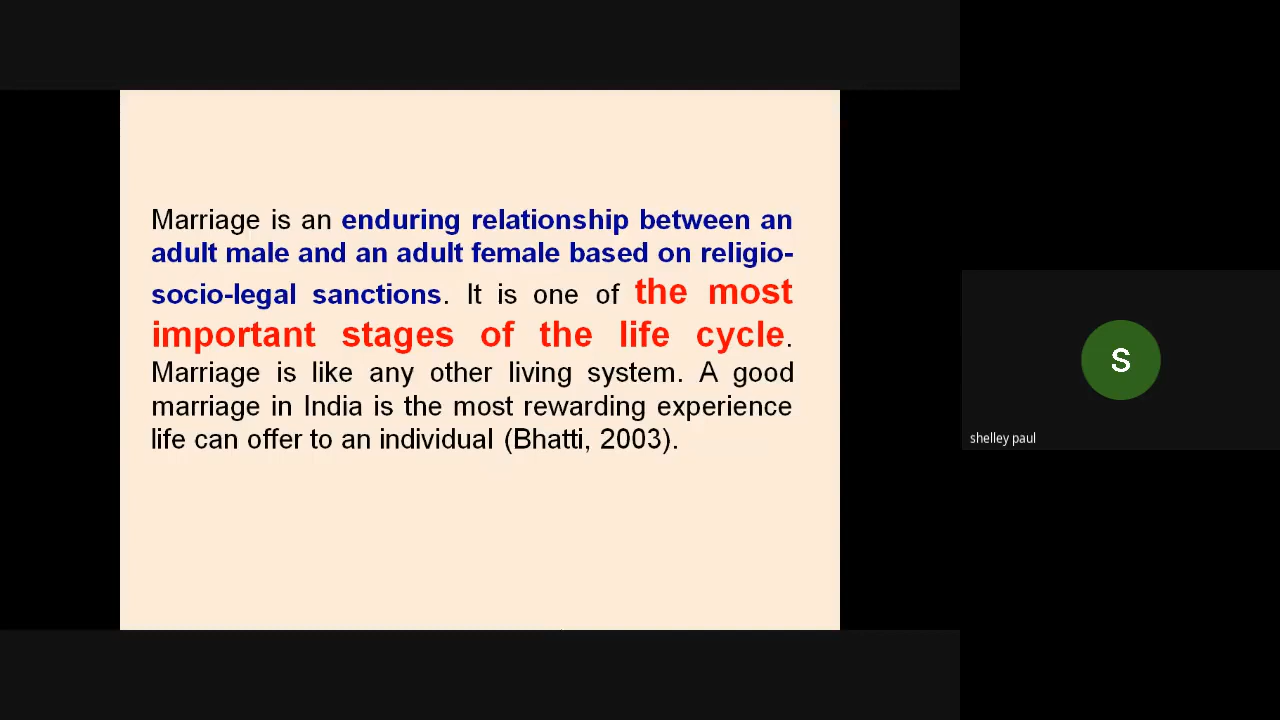 Marriage is an enduring relationship between an
adult male and an adult female based on religio-
socio-legal sanctions. It is one of the most
important stages of the life cycle.
Marriage is like any other living system. A good
marriage in India is the most rewarding experience
life can offer to an individual (Bhatti, 2003).
S
shelley paul